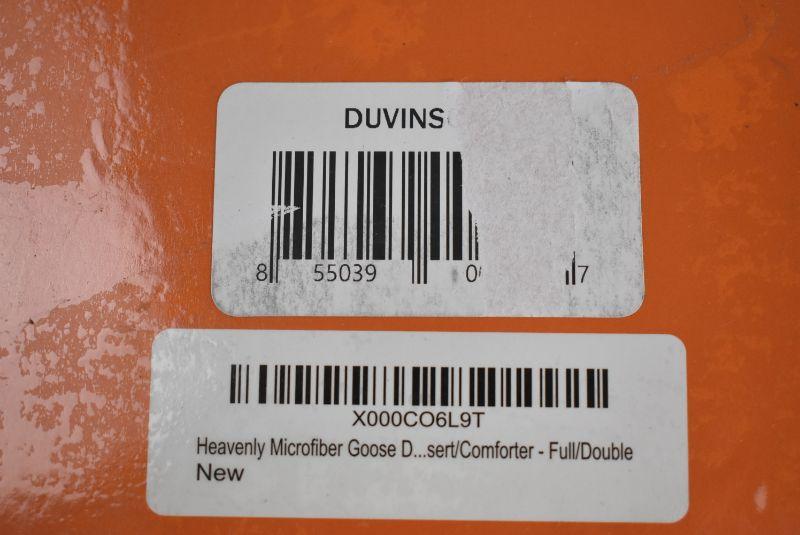 DUVINS
8 55039 0 7
X000CO6L9T
Heavenly Microfiber Goose D...sert/Comforter - Full/Double
New